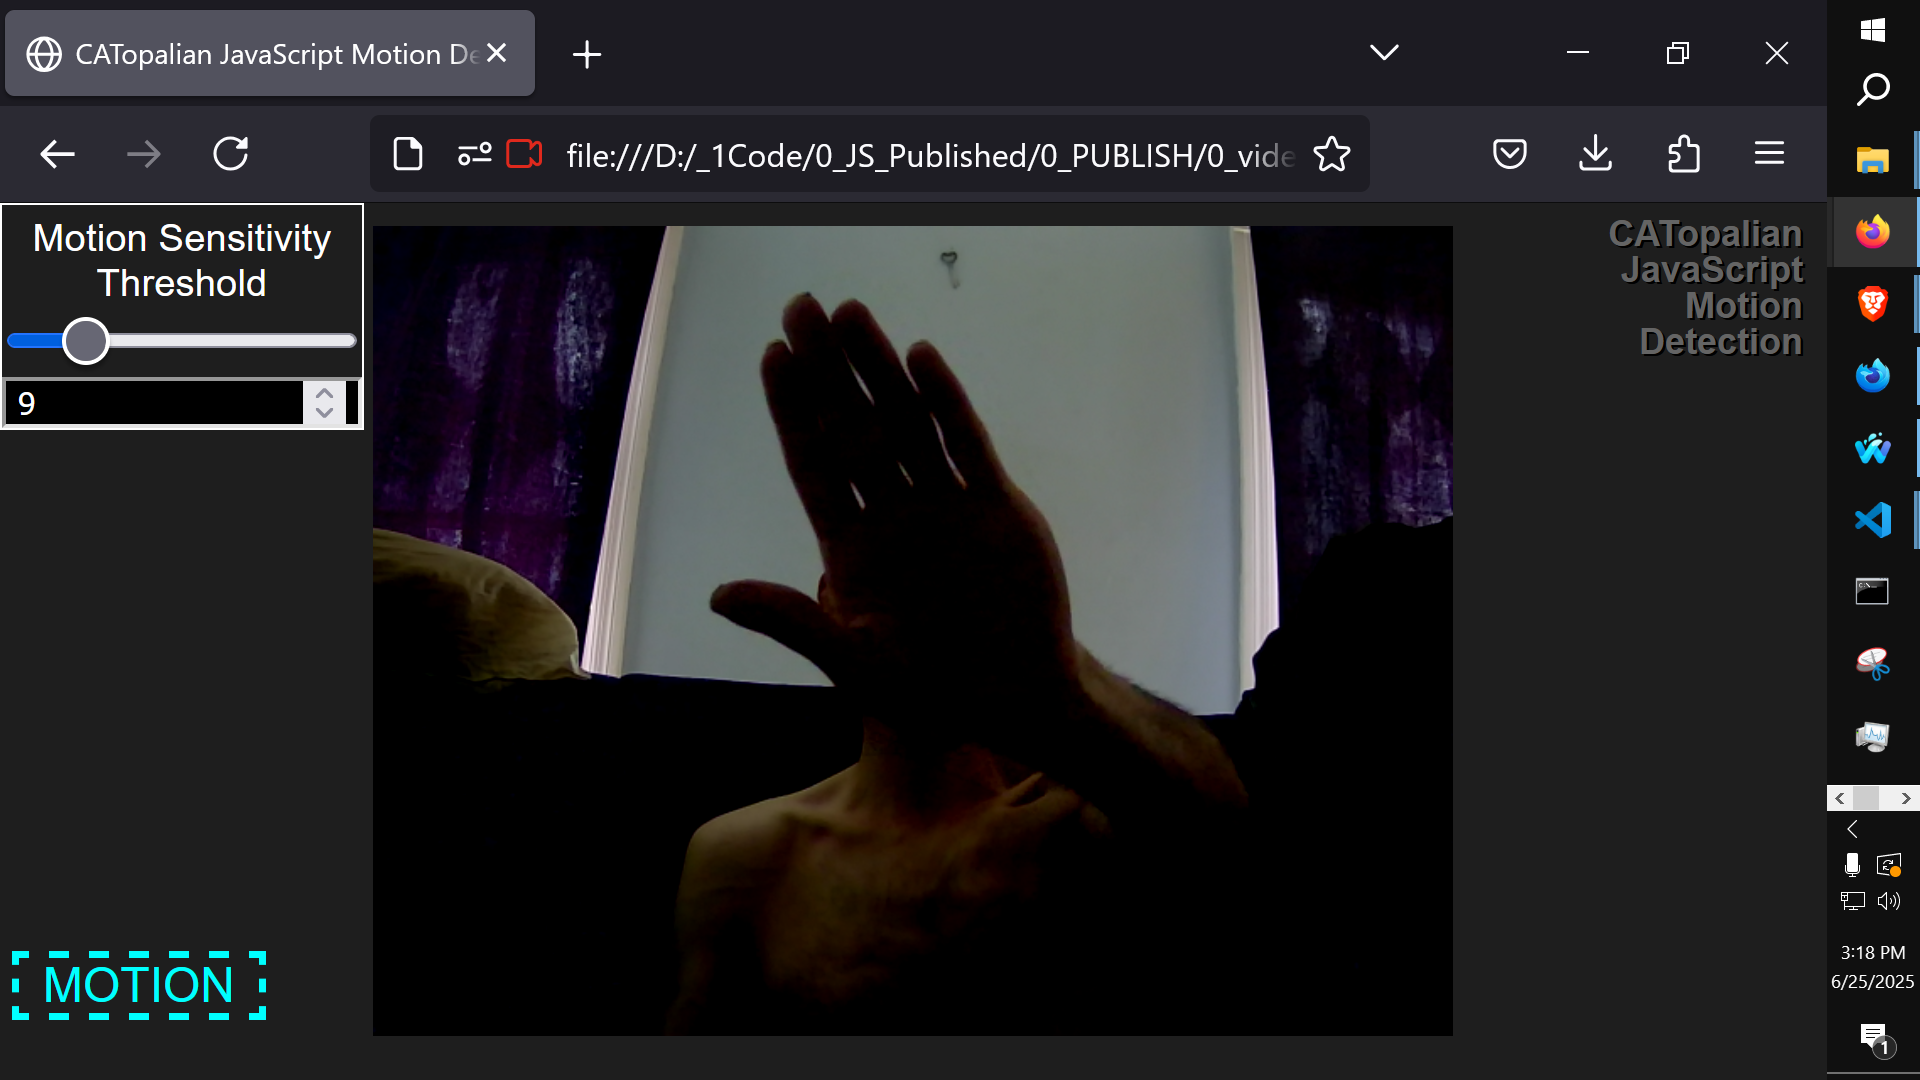 CATopalian JavaScript Motion De
file:///D:/_1Code/0_JS_Published/0_PUBLISH/0_vide
Motion Sensitivity
Threshold
9
CATopalian
JavaScript
Motion
Detection
MOTION
3:18 PM
6/25/2025
1